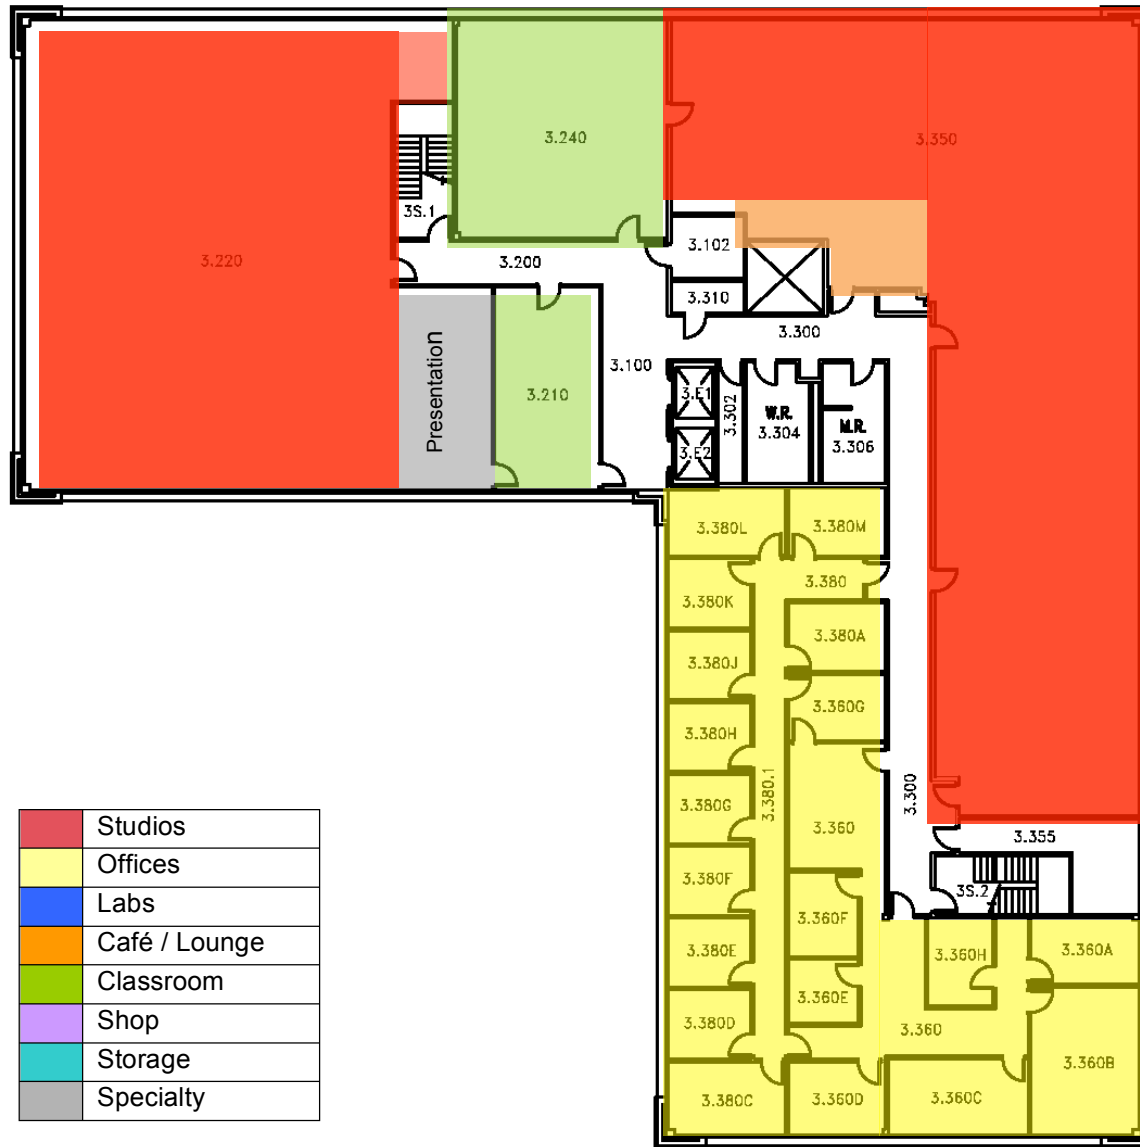 3.240
3.350
3S.1
3.220
3.200
3.102
3.310
3.300
3.100
Presentation
3.210
3.E1
3.E2
3.302
W.R.
3.304
M.R.
3.306
3.380L
3.380M
3.380
3.380K
3.380A
3.380J
3.360G
3.380H
3.380.1
3.380G
3.360
3.300
3.355
3.380F
3S.2
3.360F
3.380E
3.360H
3.360A
3.360E
3.380D
3.360
3.360B
3.380C
3.360D
3.360C
Studios
Offices
Labs
Café / Lounge
Classroom
Shop
Storage
Specialty